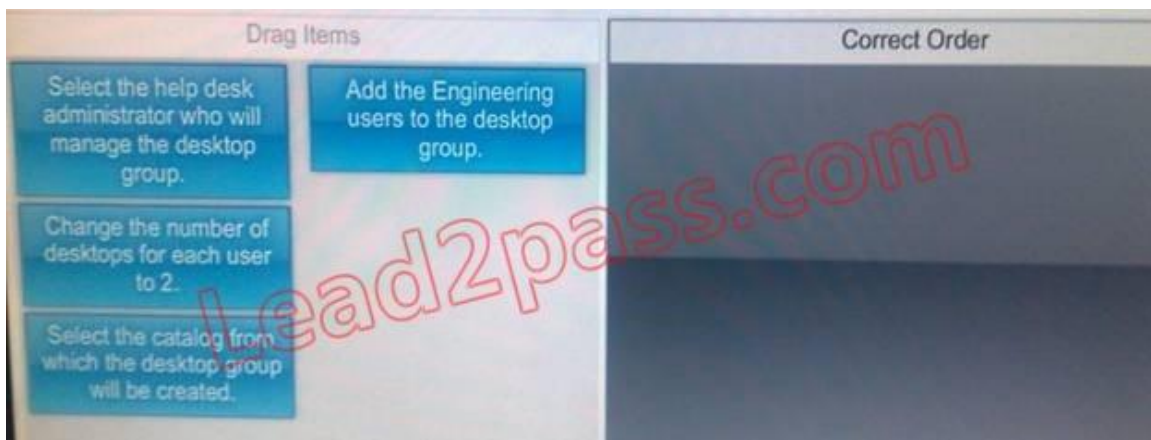 Drag Items
Correct Order
Select the help desk
administrator who will
manage the desktop
group.
Add the Engineering
users to the desktop
group.
Change the number of
desktops for each user
to 2.
Select the catalog from
which the desktop group
will be created.
Lead2pass.com